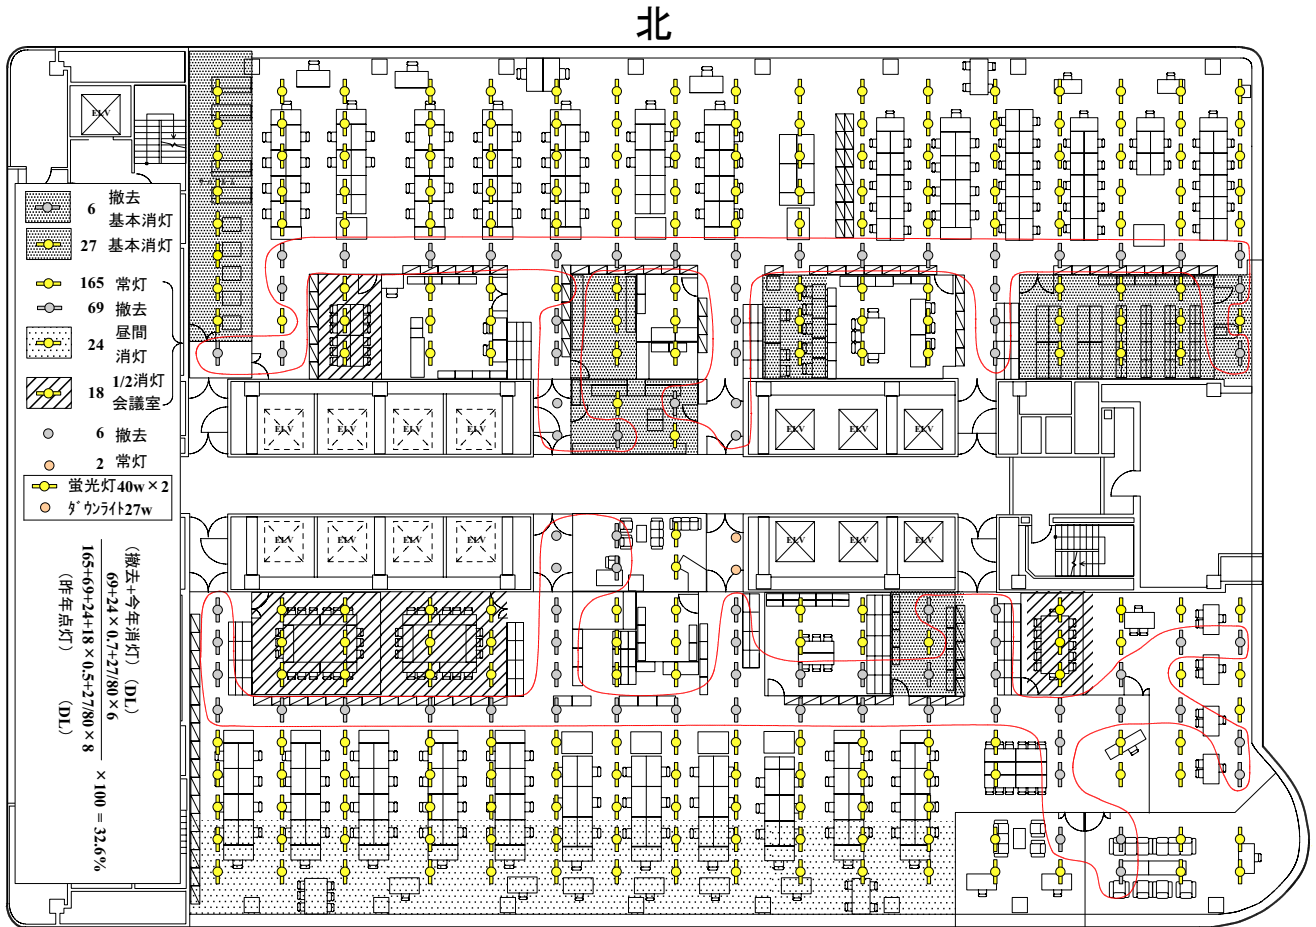 北
ELV
撤去
6
基本消灯
27 基本消灯
165 常灯
69 撤去
昼間
24
消灯
1/2消灯
18
会議室
6 撤去
2 常灯
蛍光灯40w×2
ダウンライト27w
(撤去+今年消灯) (DL)
69+24×0.7+27/80×6
165+69+24+18×0.5+27/80×8
×100 = 32.6%
(昨年点灯) (DL)
ELV
ELV
ELV
ELV
ELV
ELV
ELV
ELV
ELV
ELV
ELV
ELV
ELV
ELV